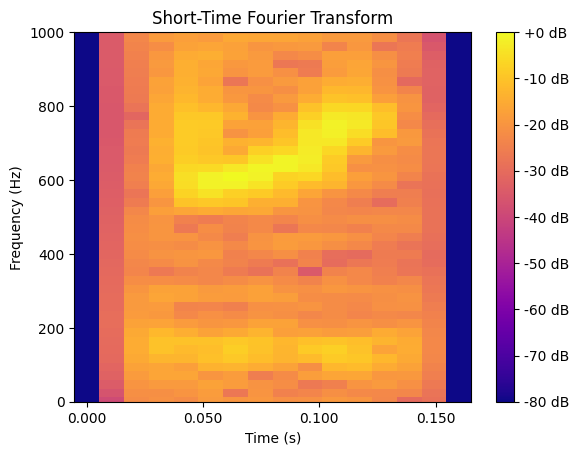 Short-Time Fourier Transform
1000
800
600
400
200
0
Frequency (Hz)
0.000
0.050
0.100
0.150
Time (s)
+0 dB
-10 dB
-20 dB
-30 dB
-40 dB
-50 dB
-60 dB
-70 dB
-80 dB